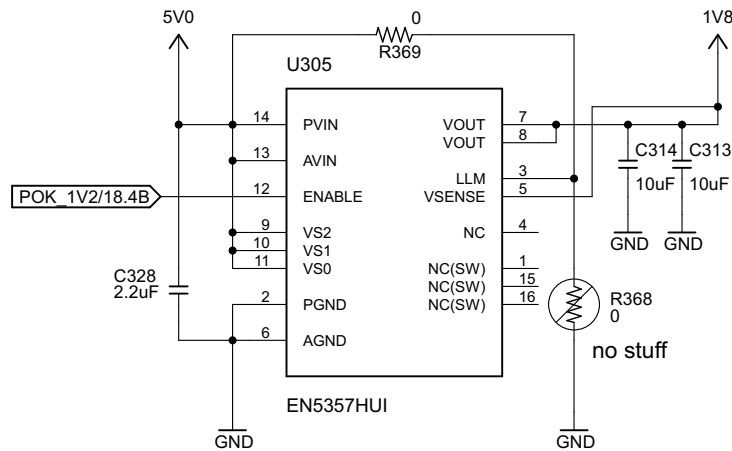 5V0
0
1V8
R369
U305
14 PVIN VOUT 7
VOUT 8
C314 C313
13 AVIN
LLM 3
10uF 10uF
POK_1V2/18.4B 12 ENABLE VSENSE 5
9 VS2 NC 4
10 VS1
GND GND
11 VS0 NC(SW) 1
C328
2.2uF
NC(SW) 15
2 PGND NC(SW) 16
R368
0
6 AGND
no stuff
EN5357HUI
GND GND